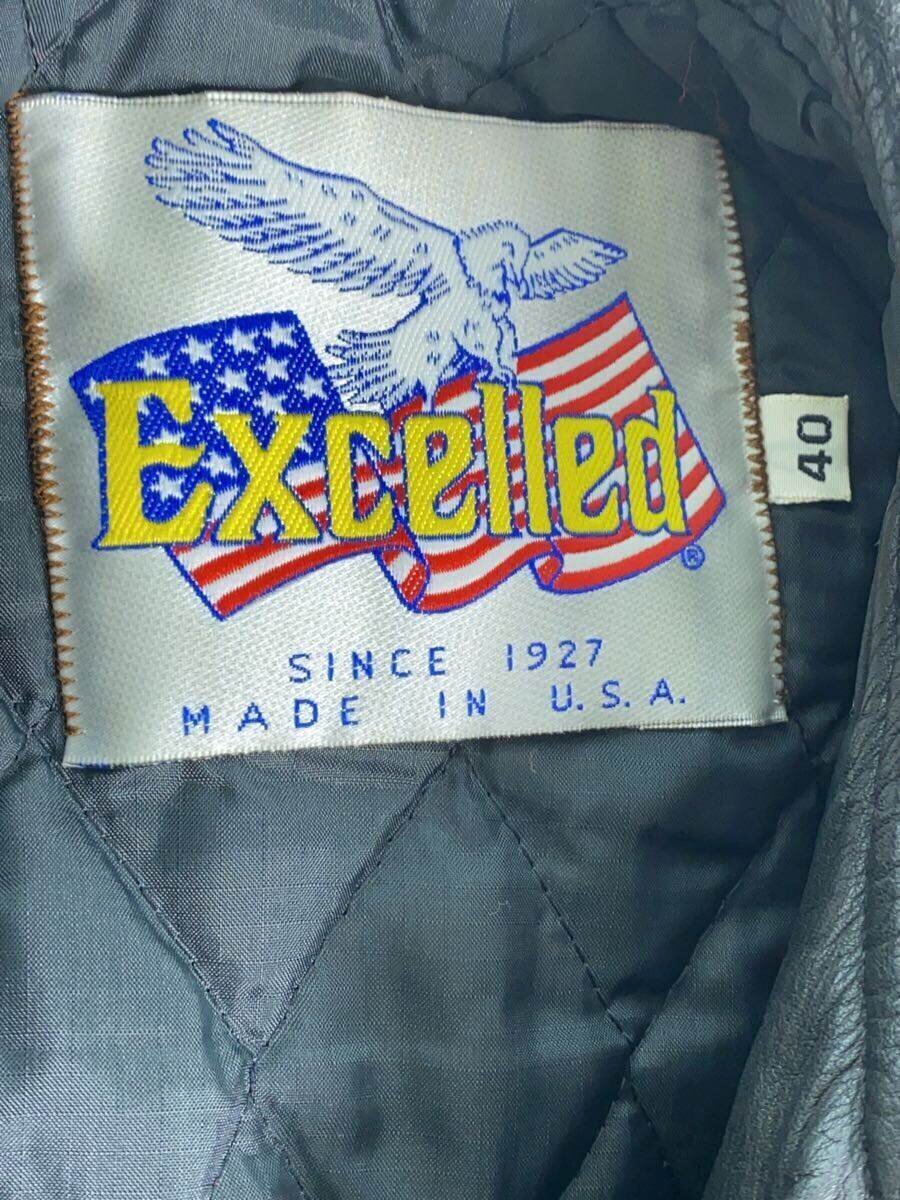 Excelled
®
40
SINCE 1927
MADE IN U.S.A.